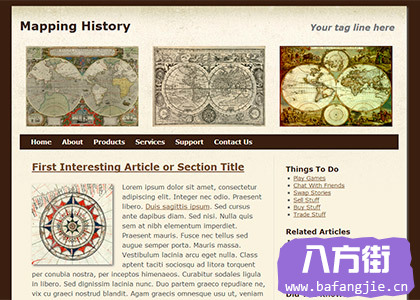 Mapping History
Your tag line here
Home About Products Services Support Contact Us
First Interesting Article or Section Title
Lorem ipsum dolor sit amet, consectetur
adipiscing elit. Integer nec odio. Praesent
libero. Duis sagittis ipsum. Sed cursus
ante dapibus diam. Sed nisi. Nulla quis
sem at nibh elementum imperdiet.
Praesent mauris. Fusce nec tellus sed
augue semper porta. Mauris massa.
Vestibulum lacinia arcu eget nulla. Class
aptent taciti sociosqu ad litora torquent
per conubia nostra, per inceptos himenaeos. Curabitur sodales ligula
in libero. Sed dignissim lacinia nunc. Duo partem graeco repudiare ne,
vix cu graeci nostrud blandit. Agam graecis omnesque usu ut, veniam
Things To Do
Play Games
Chat With Friends
Swap Stories
Sell Stuff
Buy Stuff
Trade Stuff
Related Articles
八方街
www.bafangjie.cn